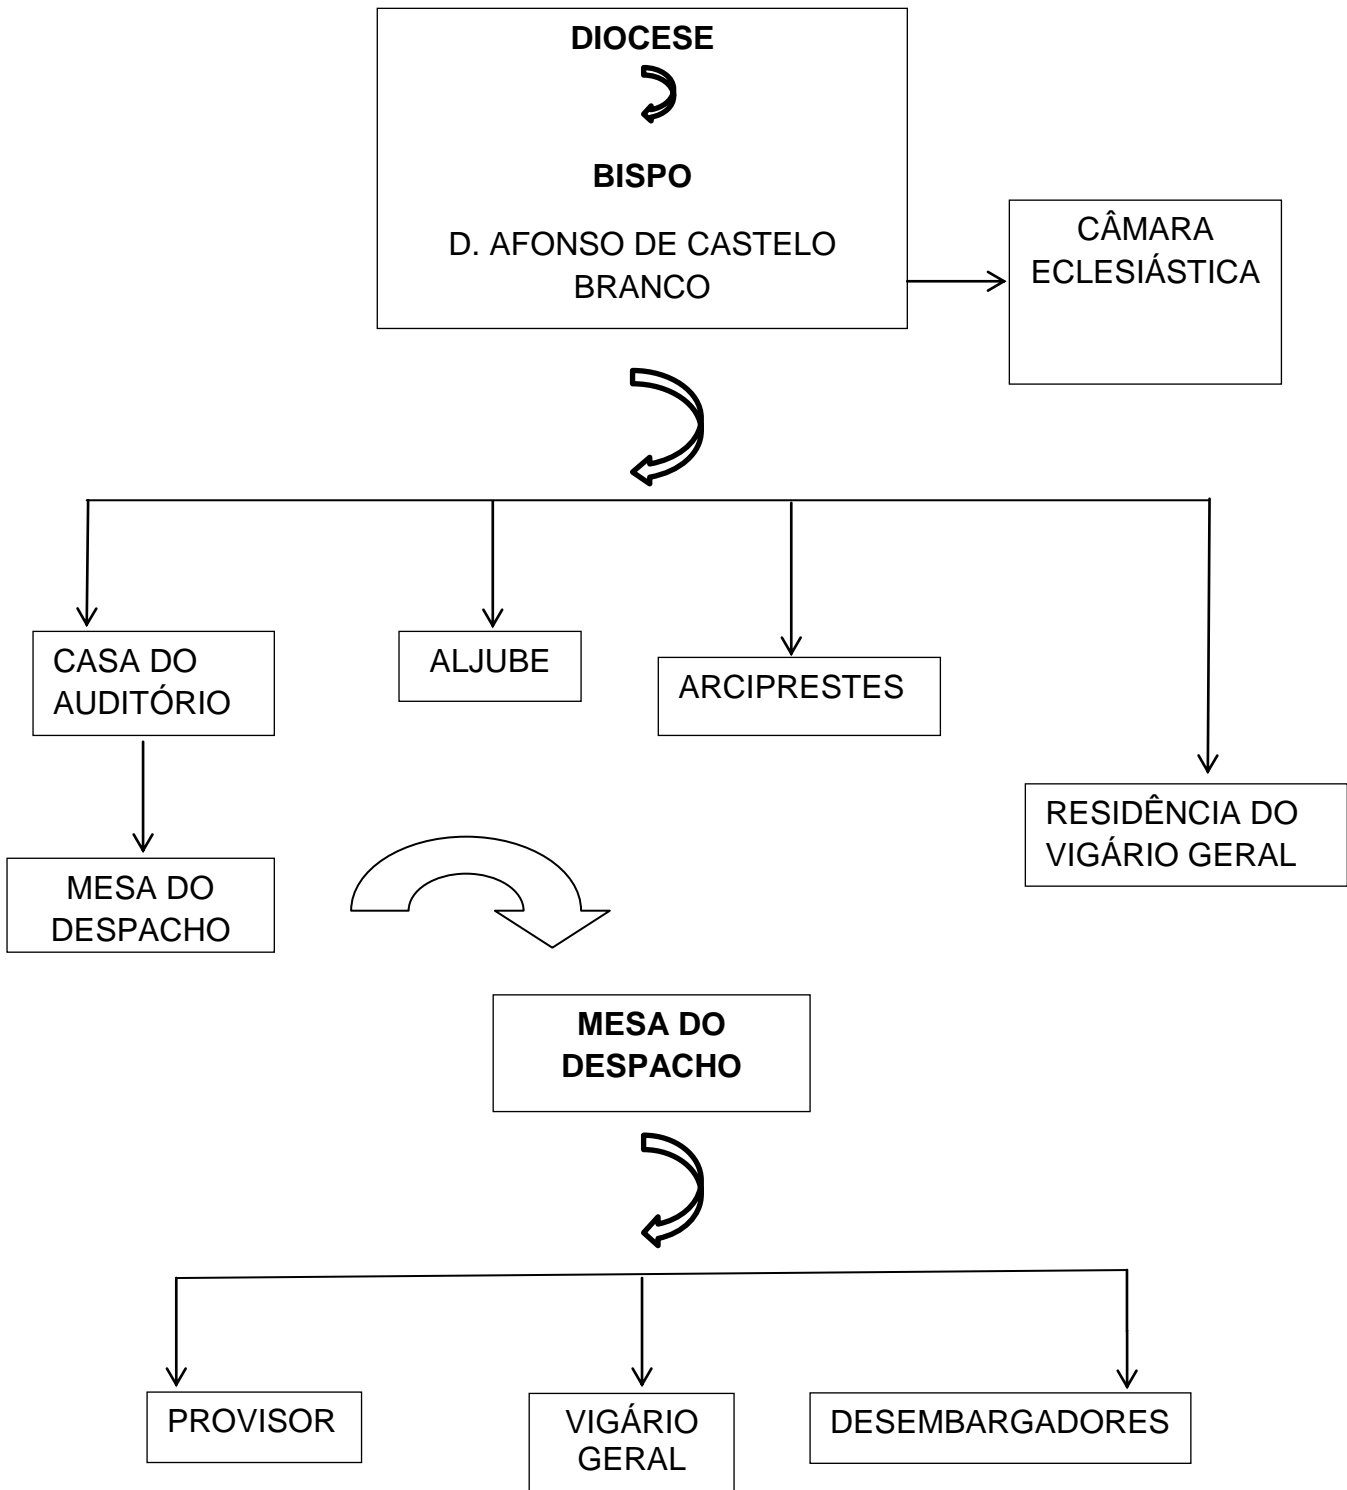 DIOCESE
BISPO
D. AFONSO DE CASTELO
BRANCO
CÂMARA
ECLESIÁSTICA
CASA DO
AUDITÓRIO
ALJUBE
ARCIPRESTES
RESIDÊNCIA DO
VIGÁRIO GERAL
MESA DO
DESPACHO
MESA DO
DESPACHO
PROVISOR
VIGÁRIO
GERAL
DESEMBARGADORES